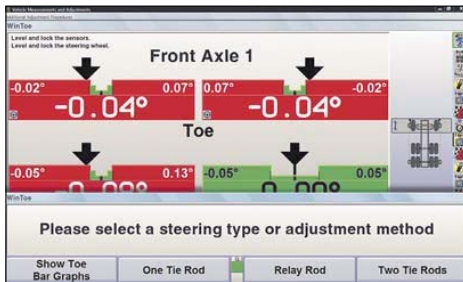 Vehicle Measurements and Adjustments
Additional Adjustment Procedures
WinToe
Level and lock the sensors.
Level and lock the steering wheel.
Front Axle 1
-0.02° 0.07° 0.07° -0.02°
-0.04° -0.04°
Toe
-0.05° 0.13° -0.05° 0.05°
0.00°
WinToe
Please select a steering type or adjustment method
Show Toe
Bar Graphs
One Tie Rod
Relay Rod
Two Tie Rods